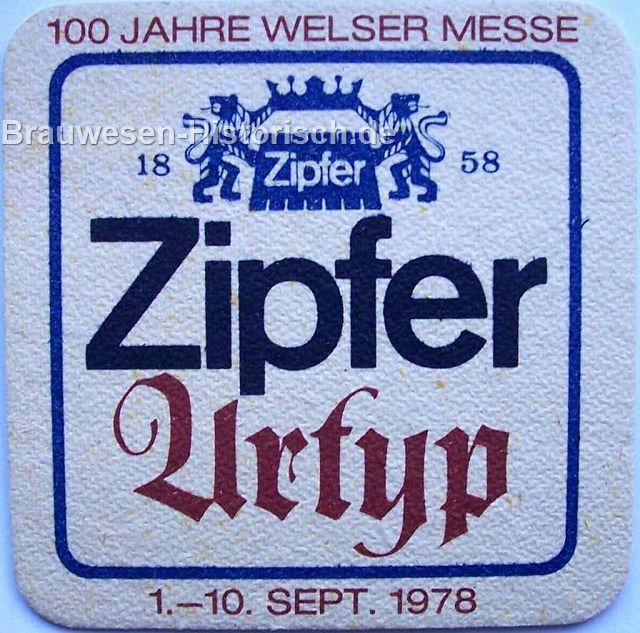 100 JAHRE WELSER MESSE
Brauwesen-Historisch.de
18 Zipfer 58
Zipfer
Urtyp
1.–10. SEPT. 1978